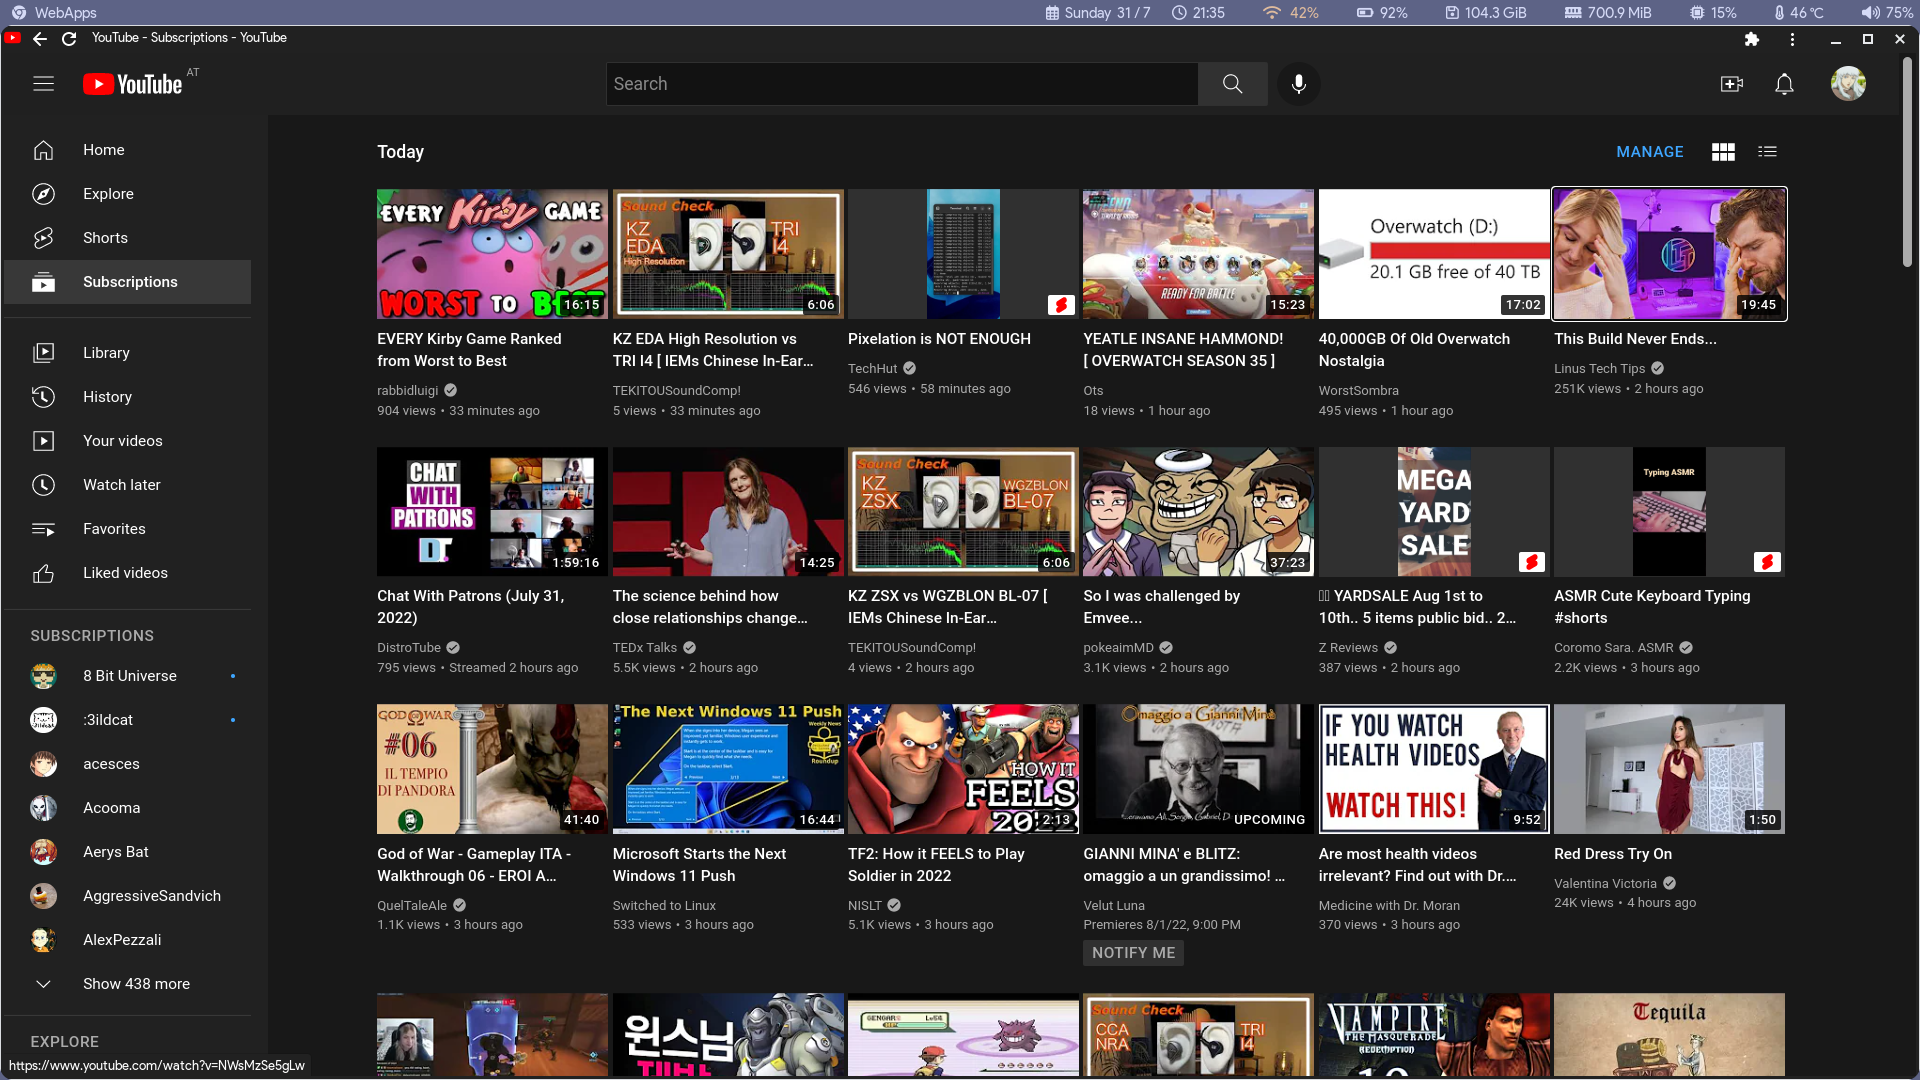 WebApps
Sunday 31 / 7
21:35
42%
92%
104.3 GiB
700.9 MiB
15%
46 °C
75%
YouTube - Subscriptions - YouTube
YouTube
AT
Search
Home
Explore
Shorts
Subscriptions
Library
History
Your videos
Watch later
Favorites
Liked videos
SUBSCRIPTIONS
8 Bit Universe
:3ildcat
acesces
Acooma
Aerys Bat
AggressiveSandvich
AlexPezzali
Show 438 more
EXPLORE
https://www.youtube.com/watch?v=NWsMzSe5gLw
Today
MANAGE
EVERY Kirby GAME
WORST TO BEST
16:15
EVERY Kirby Game Ranked
from Worst to Best
rabbidluigi
904 views • 33 minutes ago
Sound Check
KZ
EDA
High Resolution
TRI
I4
6:06
KZ EDA High Resolution vs
TRI I4 [ IEMs Chinese In-Ear...
TEKITOUSoundComp!
5 views • 33 minutes ago
Pixelation is NOT ENOUGH
TechHut
546 views • 58 minutes ago
READY FOR BATTLE
15:23
YEATLE INSANE HAMMOND!
[ OVERWATCH SEASON 35 ]
Ots
18 views • 1 hour ago
Overwatch (D:)
20.1 GB free of 40 TB
17:02
40,000GB Of Old Overwatch
Nostalgia
WorstSombra
495 views • 1 hour ago
19:45
This Build Never Ends...
Linus Tech Tips
251K views • 2 hours ago
CHAT
WITH
PATRONS
DT
1:59:16
Chat With Patrons (July 31,
2022)
DistroTube
795 views • Streamed 2 hours ago
14:25
The science behind how
close relationships change...
TEDx Talks
5.5K views • 2 hours ago
Sound Check
KZ
ZSX
WGZBLON
BL-07
6:06
KZ ZSX vs WGZBLON BL-07 [
IEMs Chinese In-Ear...
TEKITOUSoundComp!
4 views • 2 hours ago
37:23
So I was challenged by
Emvee...
pokeaimMD
3.1K views • 2 hours ago
MEGA
YARD
SALE
YARDSALE Aug 1st to
10th.. 5 items public bid.. 2...
Z Reviews
387 views • 2 hours ago
Typing ASMR
ASMR Cute Keyboard Typing
#shorts
Coromo Sara. ASMR
2.2K views • 3 hours ago
GOD OF WAR
#06
IL TEMPIO
DI PANDORA
41:40
God of War - Gameplay ITA -
Walkthrough 06 - EROI A...
QuelTaleAle
1.1K views • 3 hours ago
The Next Windows 11 Push
Weekly News
Roundup
16:44
Microsoft Starts the Next
Windows 11 Push
Switched to Linux
533 views • 3 hours ago
HOW IT
FEELS
2022
2:13
TF2: How it FEELS to Play
Soldier in 2022
NISLT
5.1K views • 3 hours ago
Omaggio a Gianni Minà
UPCOMING
GIANNI MINA' e BLITZ:
omaggio a un grandissimo! ...
Velut Luna
Premieres 8/1/22, 9:00 PM
NOTIFY ME
IF YOU WATCH
HEALTH VIDEOS
WATCH THIS!
9:52
Are most health videos
irrelevant? Find out with Dr....
Medicine with Dr. Moran
370 views • 3 hours ago
1:50
Red Dress Try On
Valentina Victoria
24K views • 4 hours ago
윈스님
GENGAR
Sound Check
CCA
NRA
TRI
I4
VAMPIRE
THE MASQUERADE
REDEMPTION
Tequila